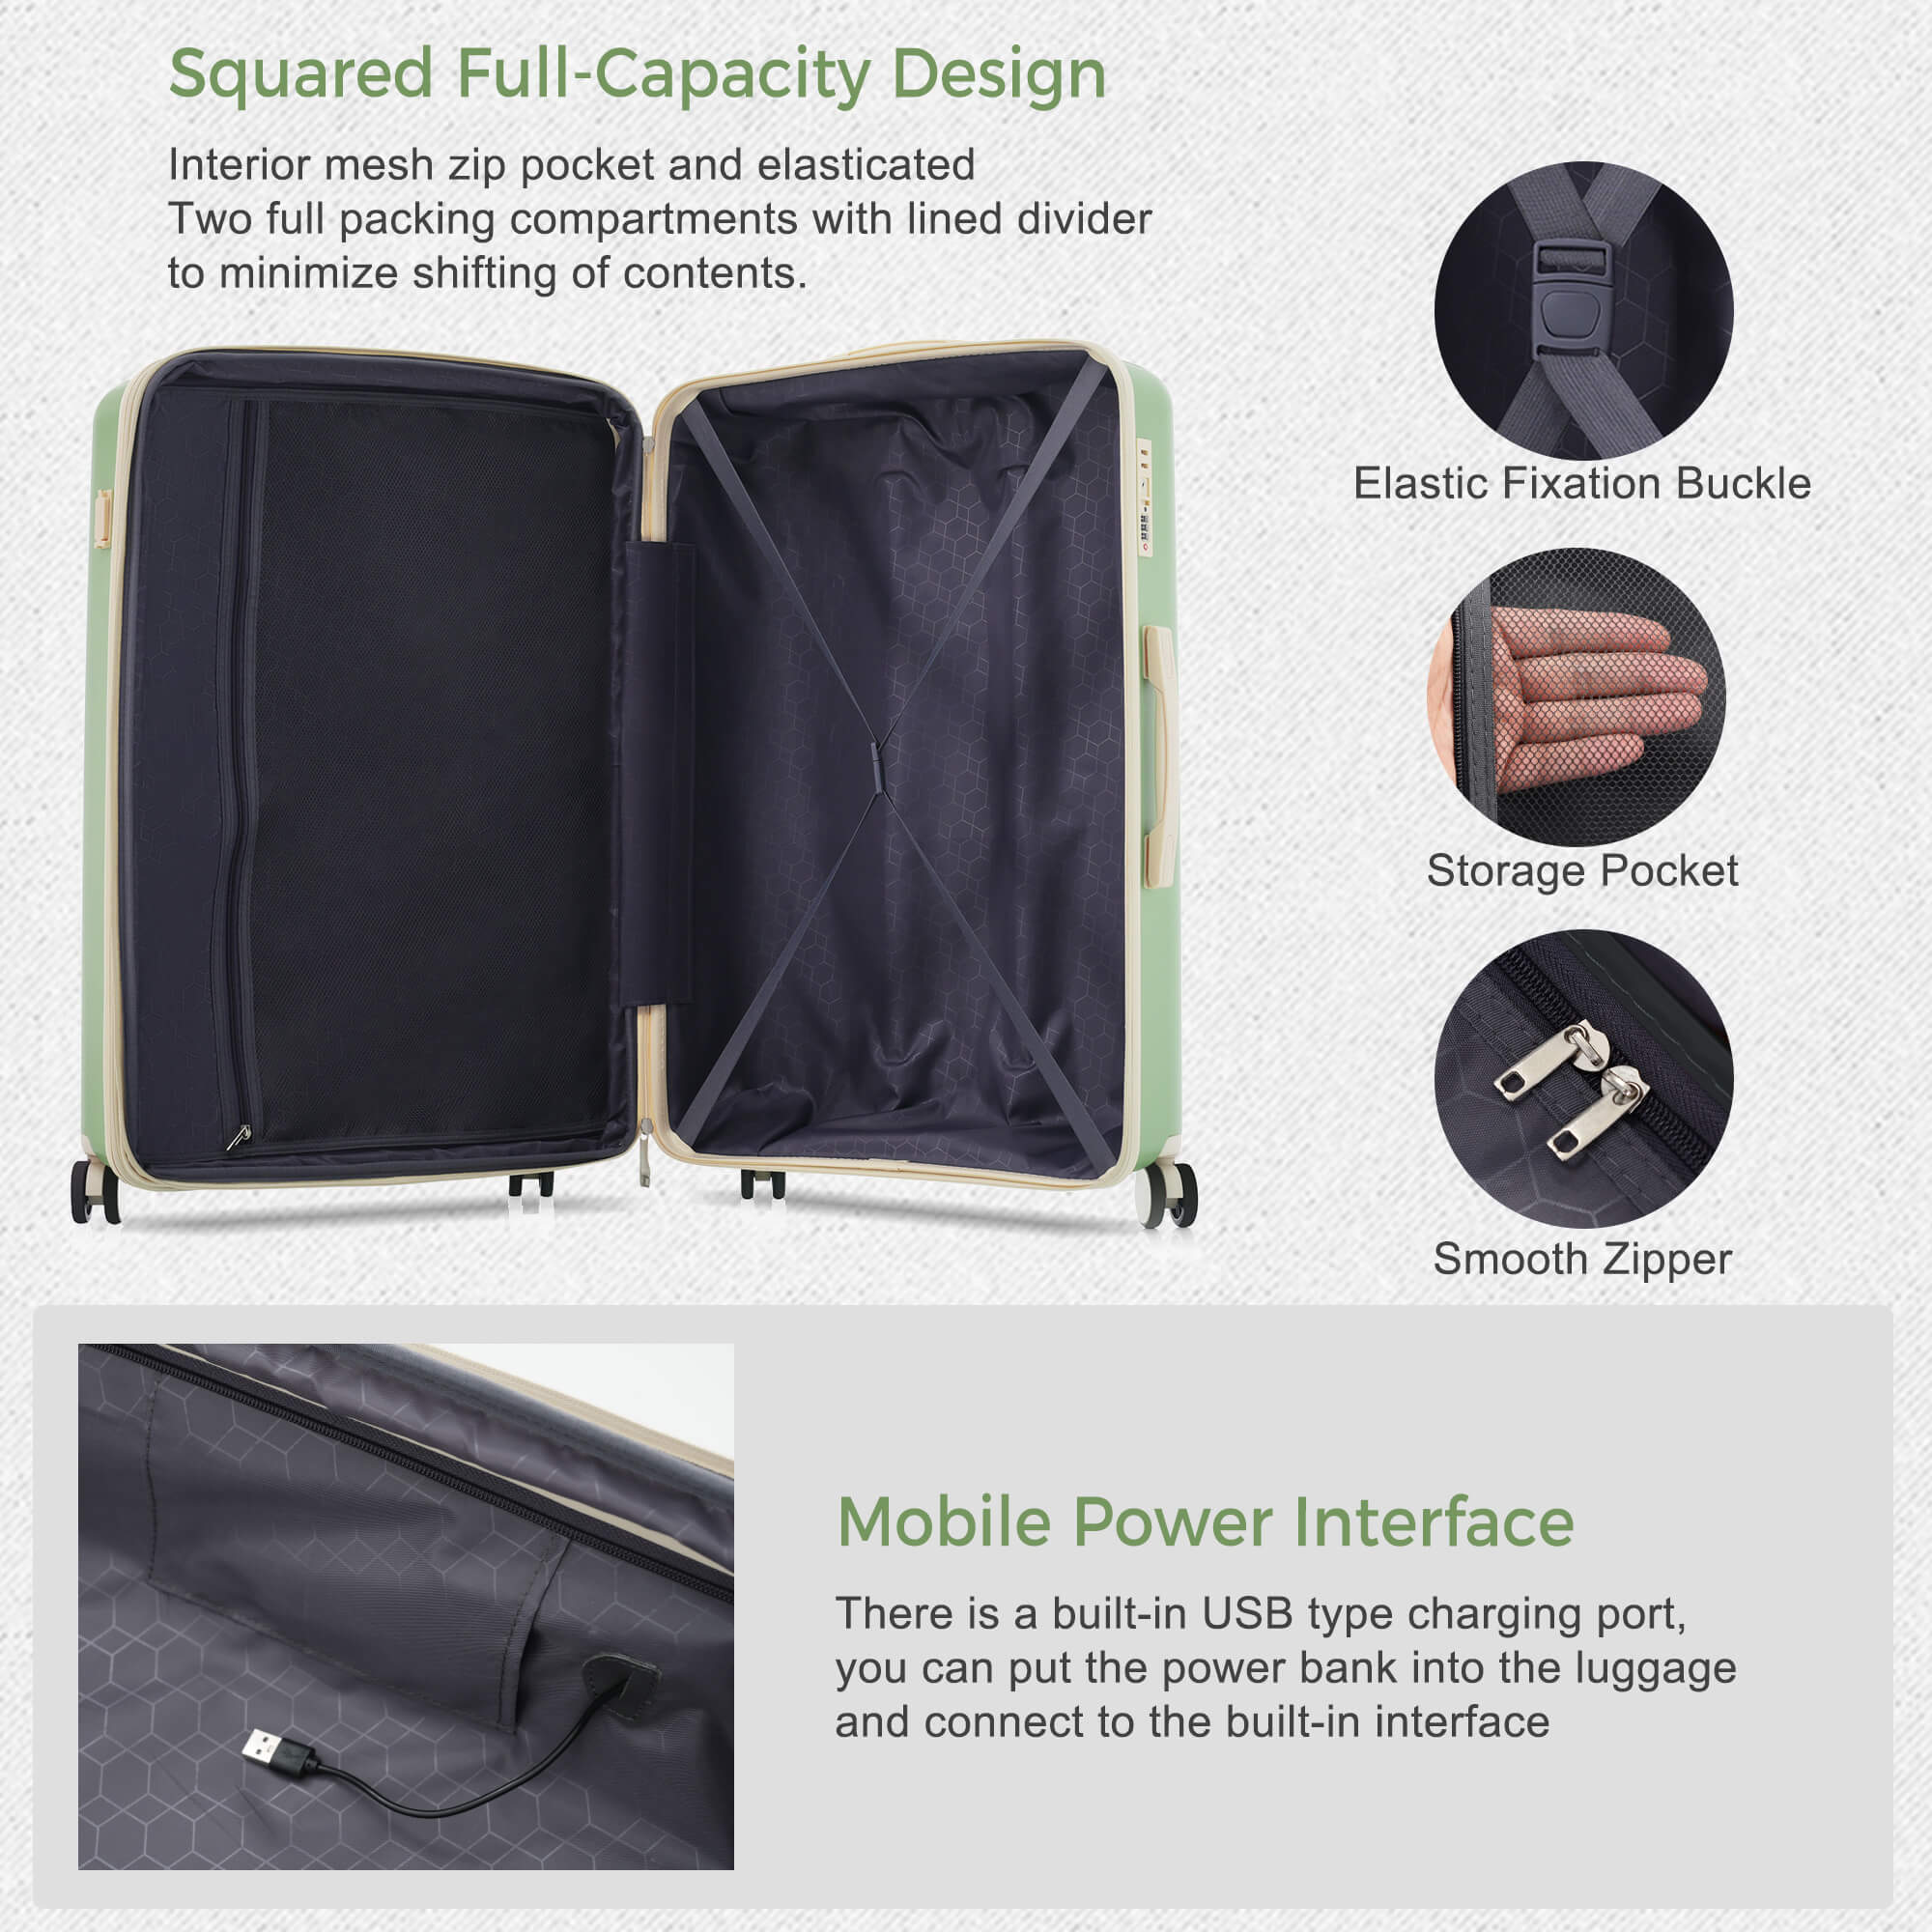 Squared Full-Capacity Design
Interior mesh zip pocket and elasticated
Two full packing compartments with lined divider
to minimize shifting of contents.
Elastic Fixation Buckle
Storage Pocket
Smooth Zipper
Mobile Power Interface
There is a built-in USB type charging port,
you can put the power bank into the luggage
and connect to the built-in interface